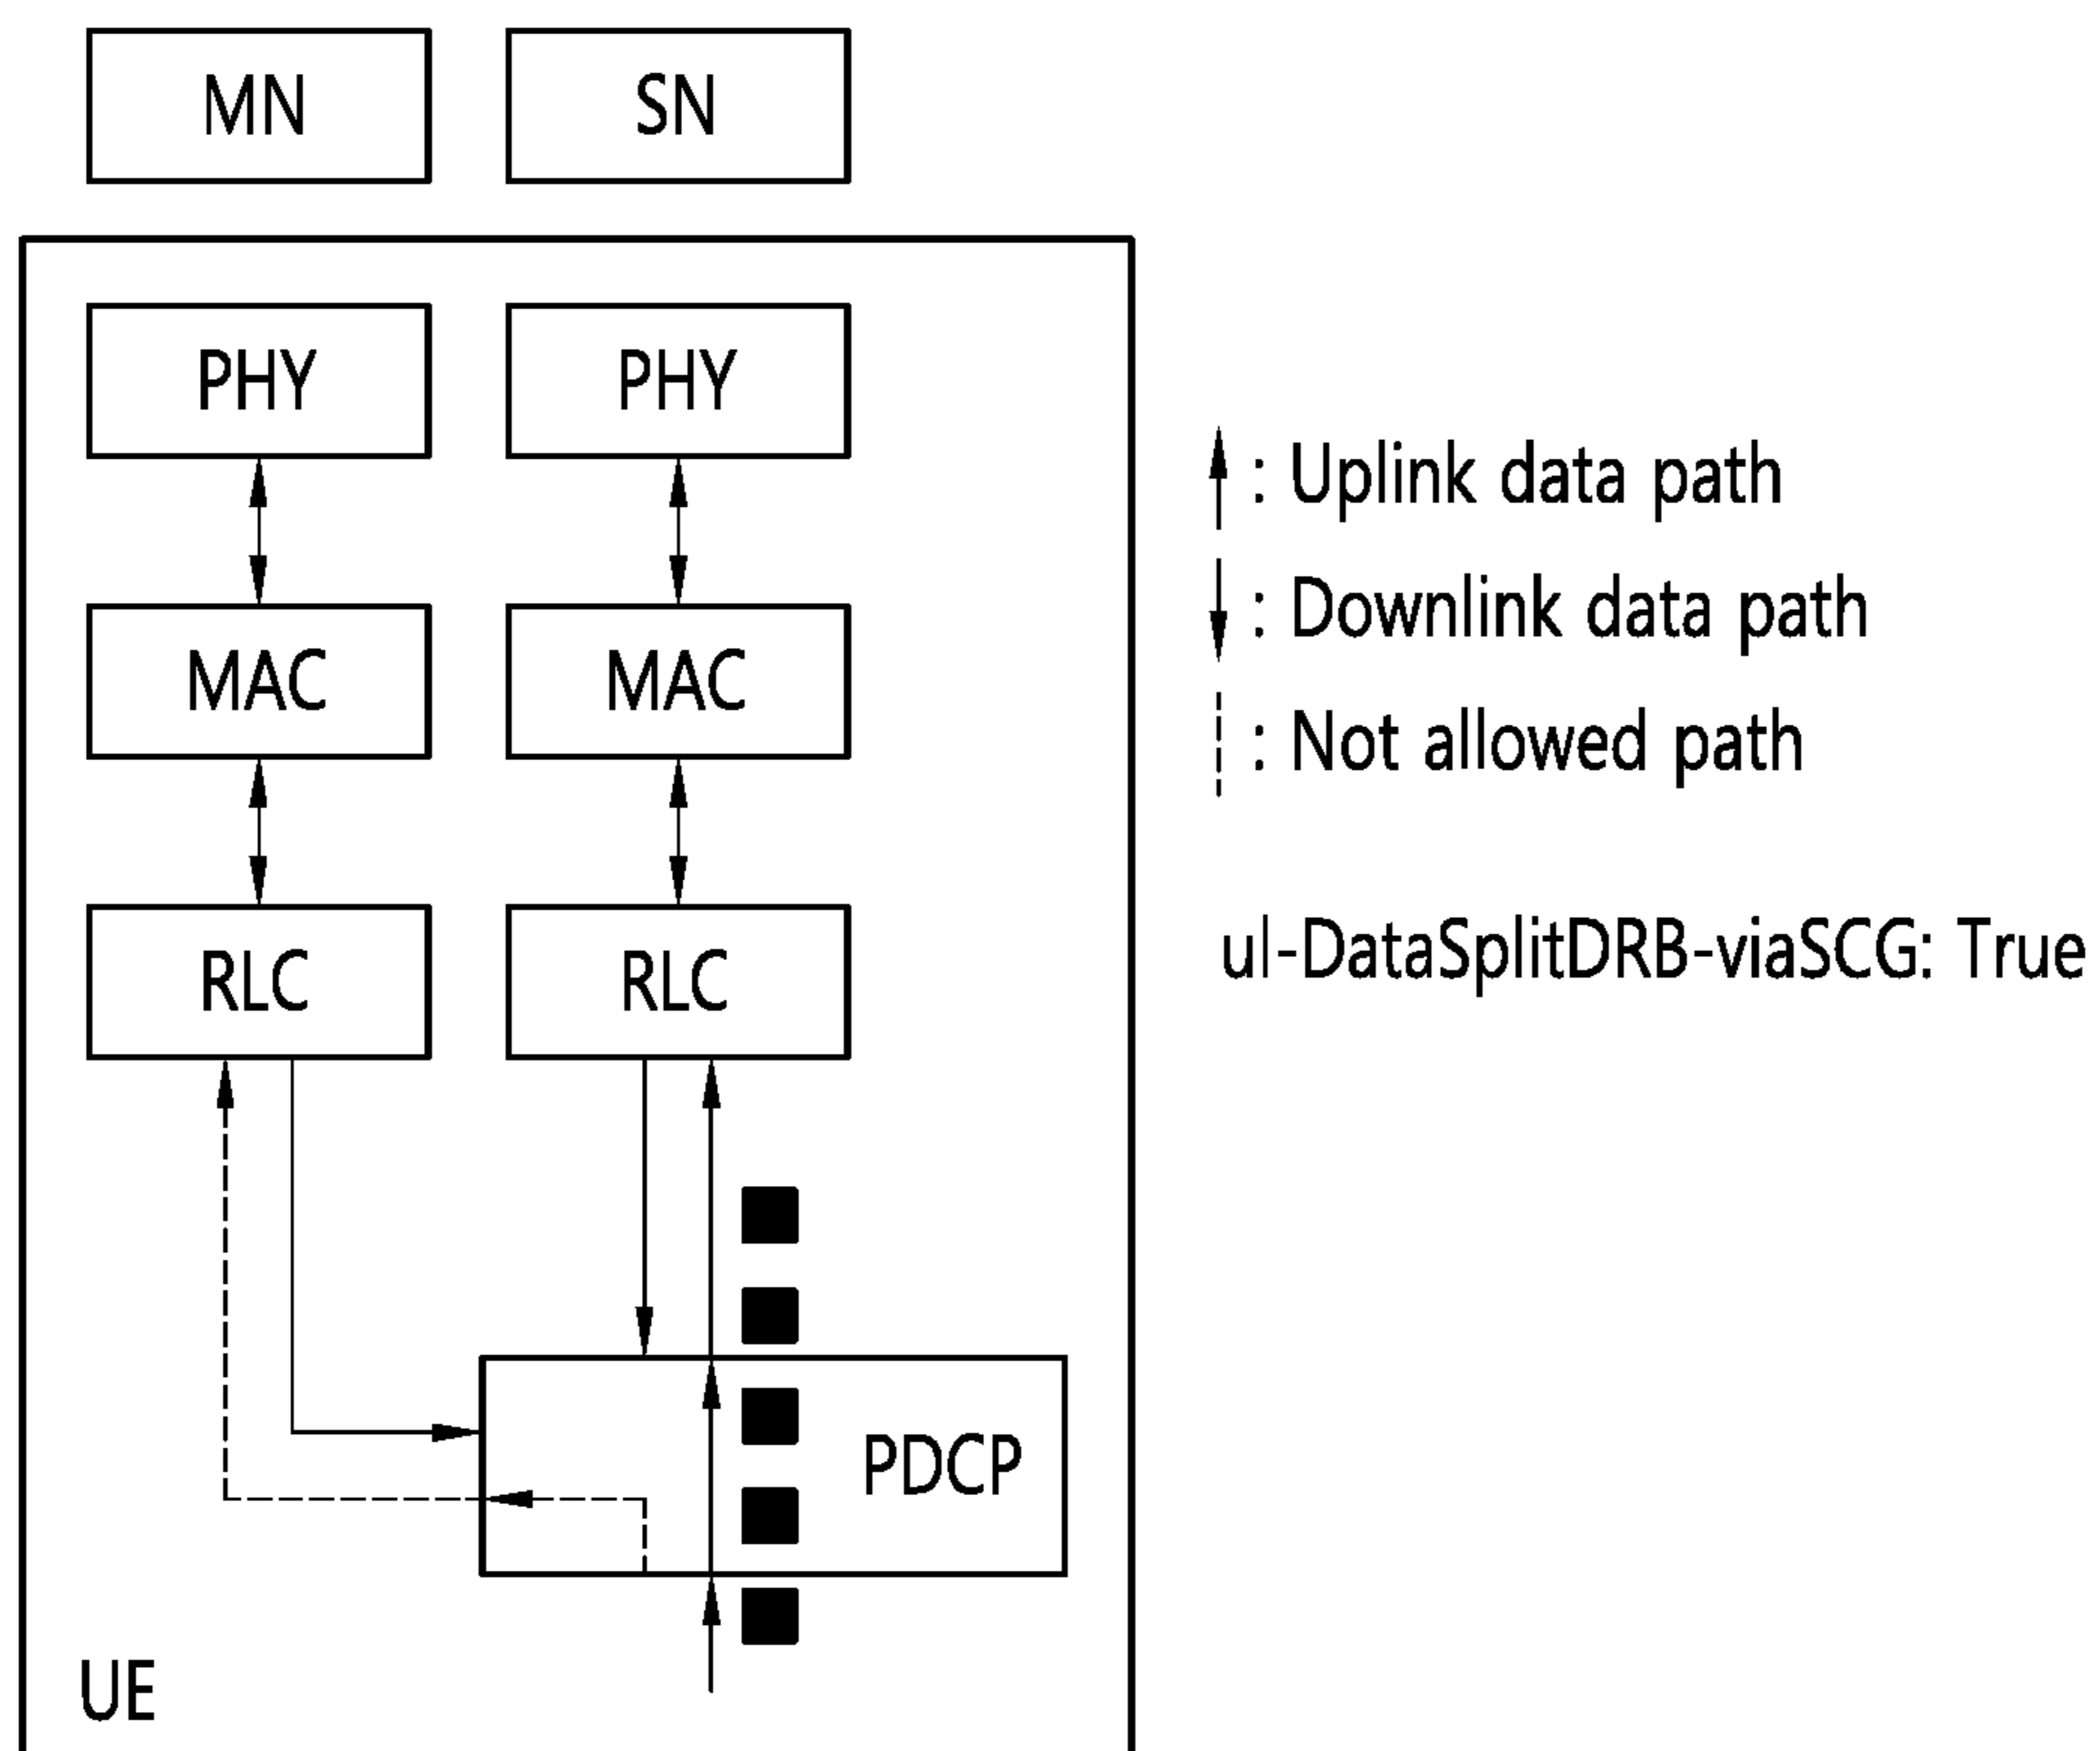 MN
SN
PHY
PHY
MAC
MAC
RLC
RLC
PDCP
UE
: Uplink data path
: Downlink data path
: Not allowed path
ul-DataSplitDRB-viaSCG: True